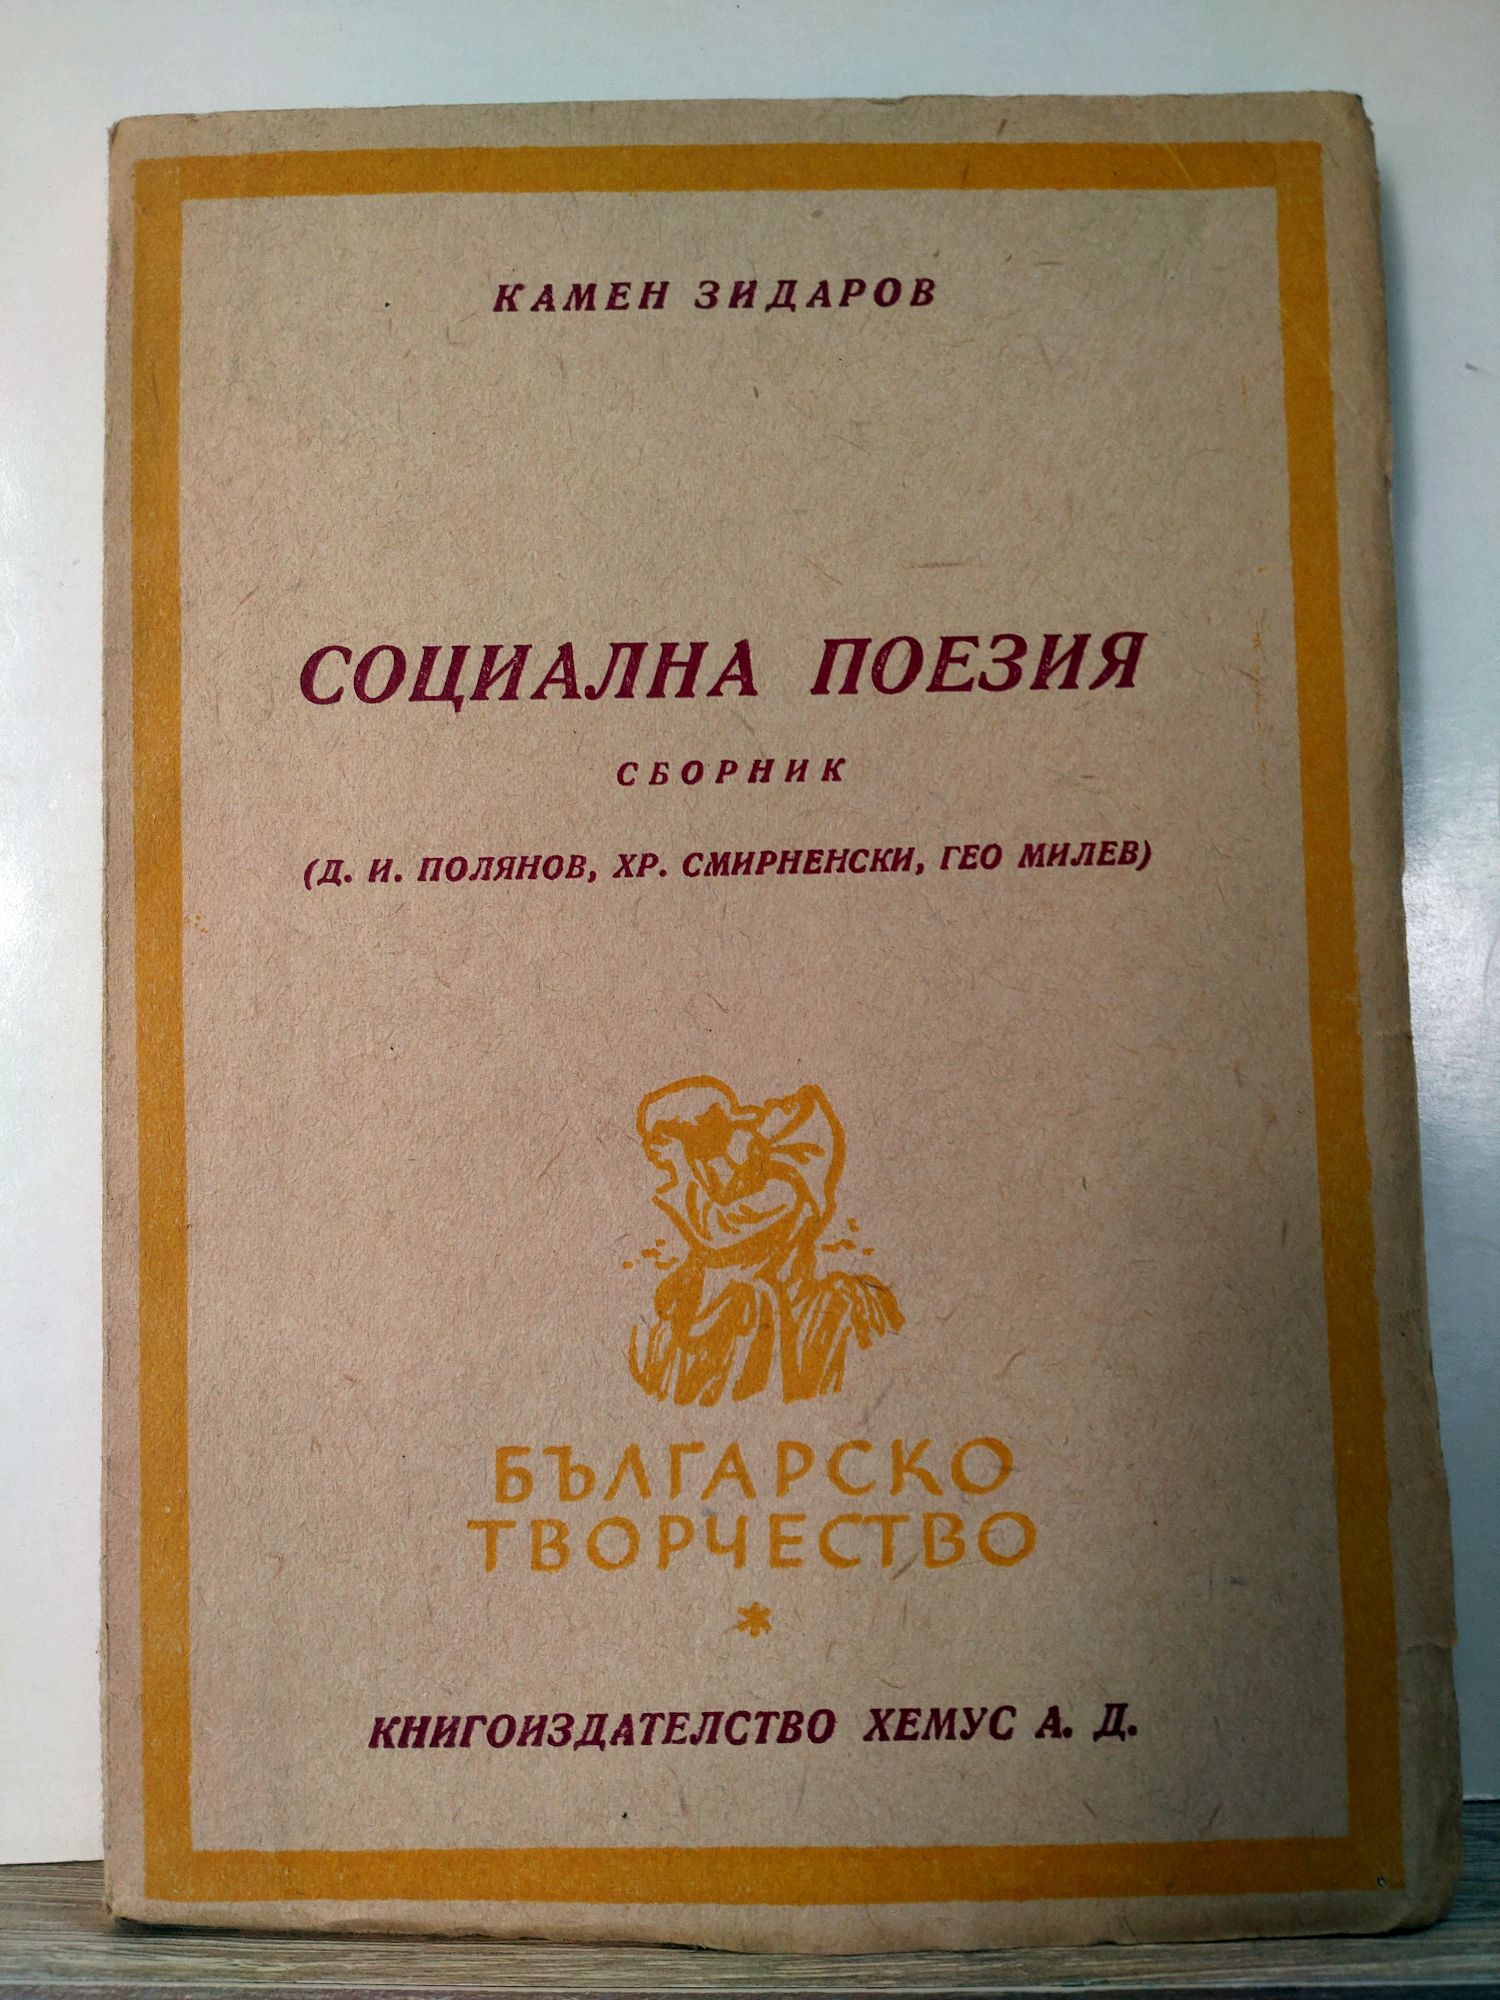 КАМЕН ЗИДАРОВ
СОЦИАЛНА ПОЕЗИЯ
СБОРНИК
(Д. И. ПОЛЯНОВ, ХР. СМИРНЕНСКИ, ГЕО МИЛЕВ)
БЪЛГАРСКО
ТВОРЧЕСТВО
*
КНИГОИЗДАТЕЛСТВО ХЕМУС А. Д.